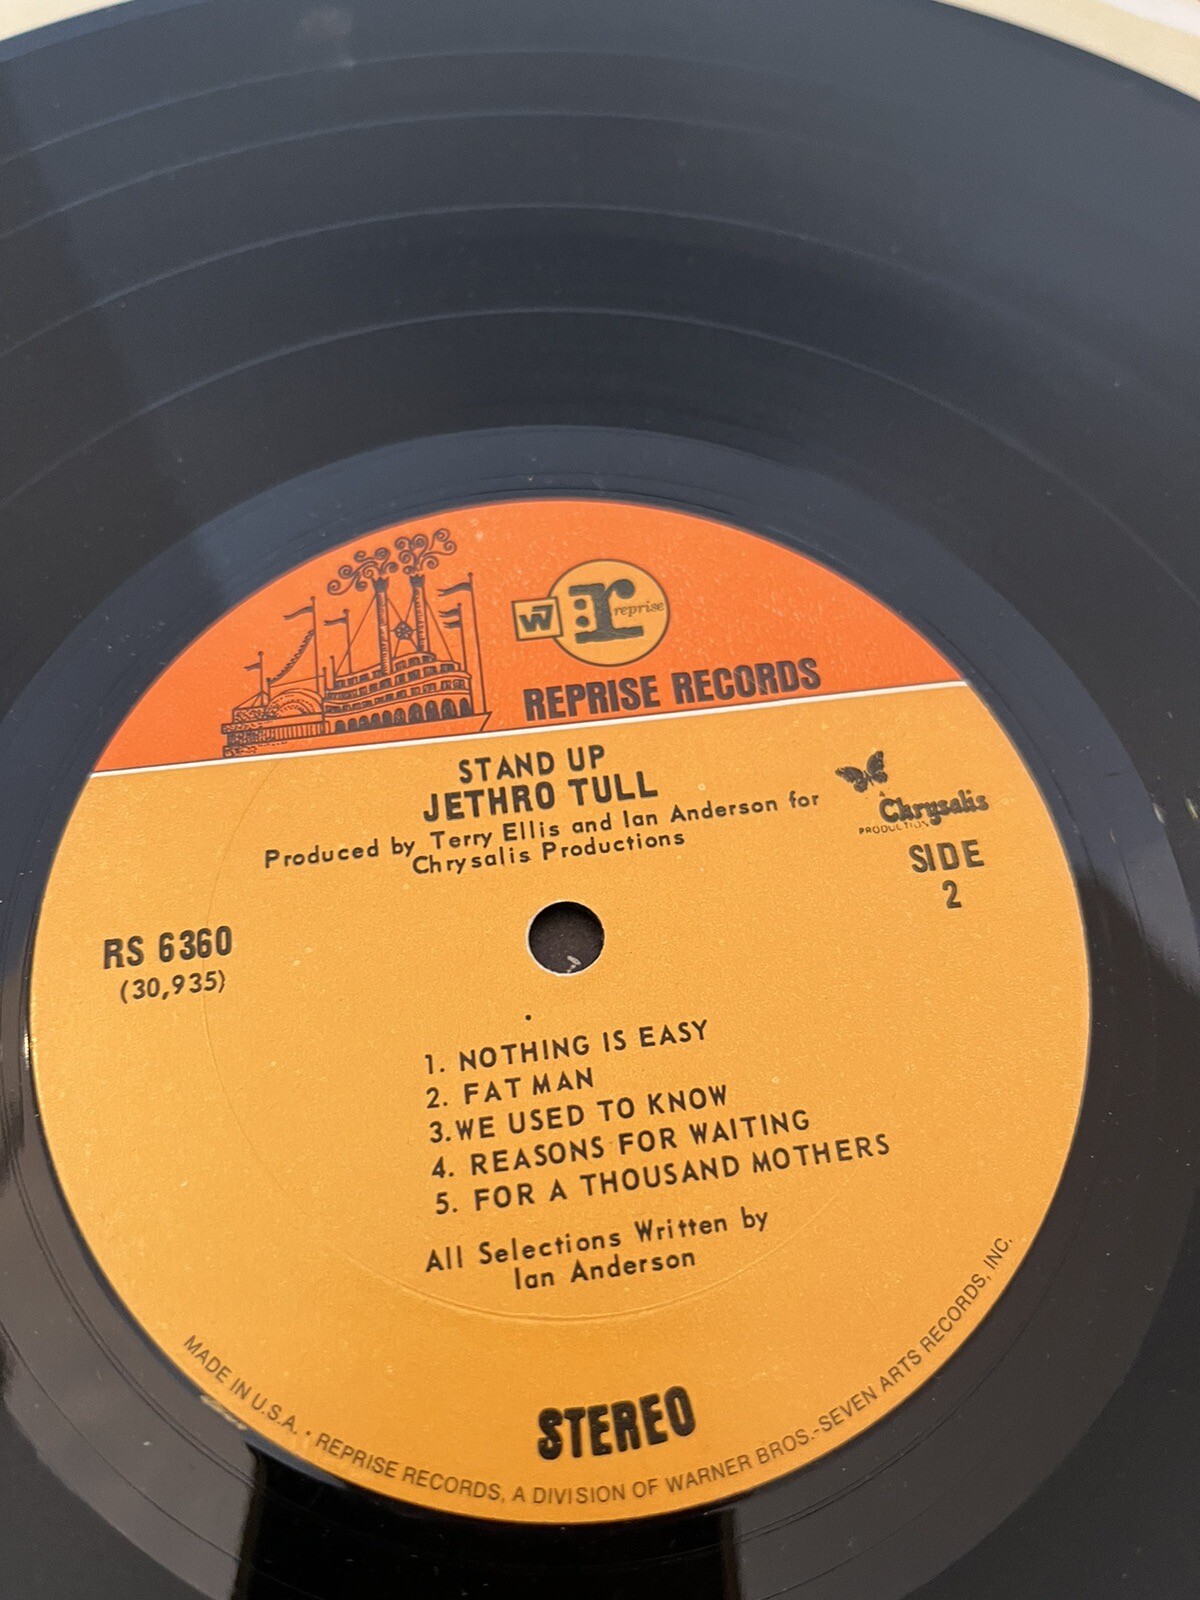 W7 r: reprise
REPRISE RECORDS
STAND UP
JETHRO TULL
Produced by Terry Ellis and Ian Anderson for
Chrysalis Productions
A
Chrysalis
PRODUCTION
SIDE
2
RS 6360
(30,935)
1. NOTHING IS EASY
2. FAT MAN
3.WE USED TO KNOW
4. REASONS FOR WAITING
5. FOR A THOUSAND MOTHERS
All Selections Written by
Ian Anderson
STEREO
MADE IN U.S.A. • REPRISE RECORDS, A DIVISION OF WARNER BROS.-SEVEN ARTS RECORDS, INC.